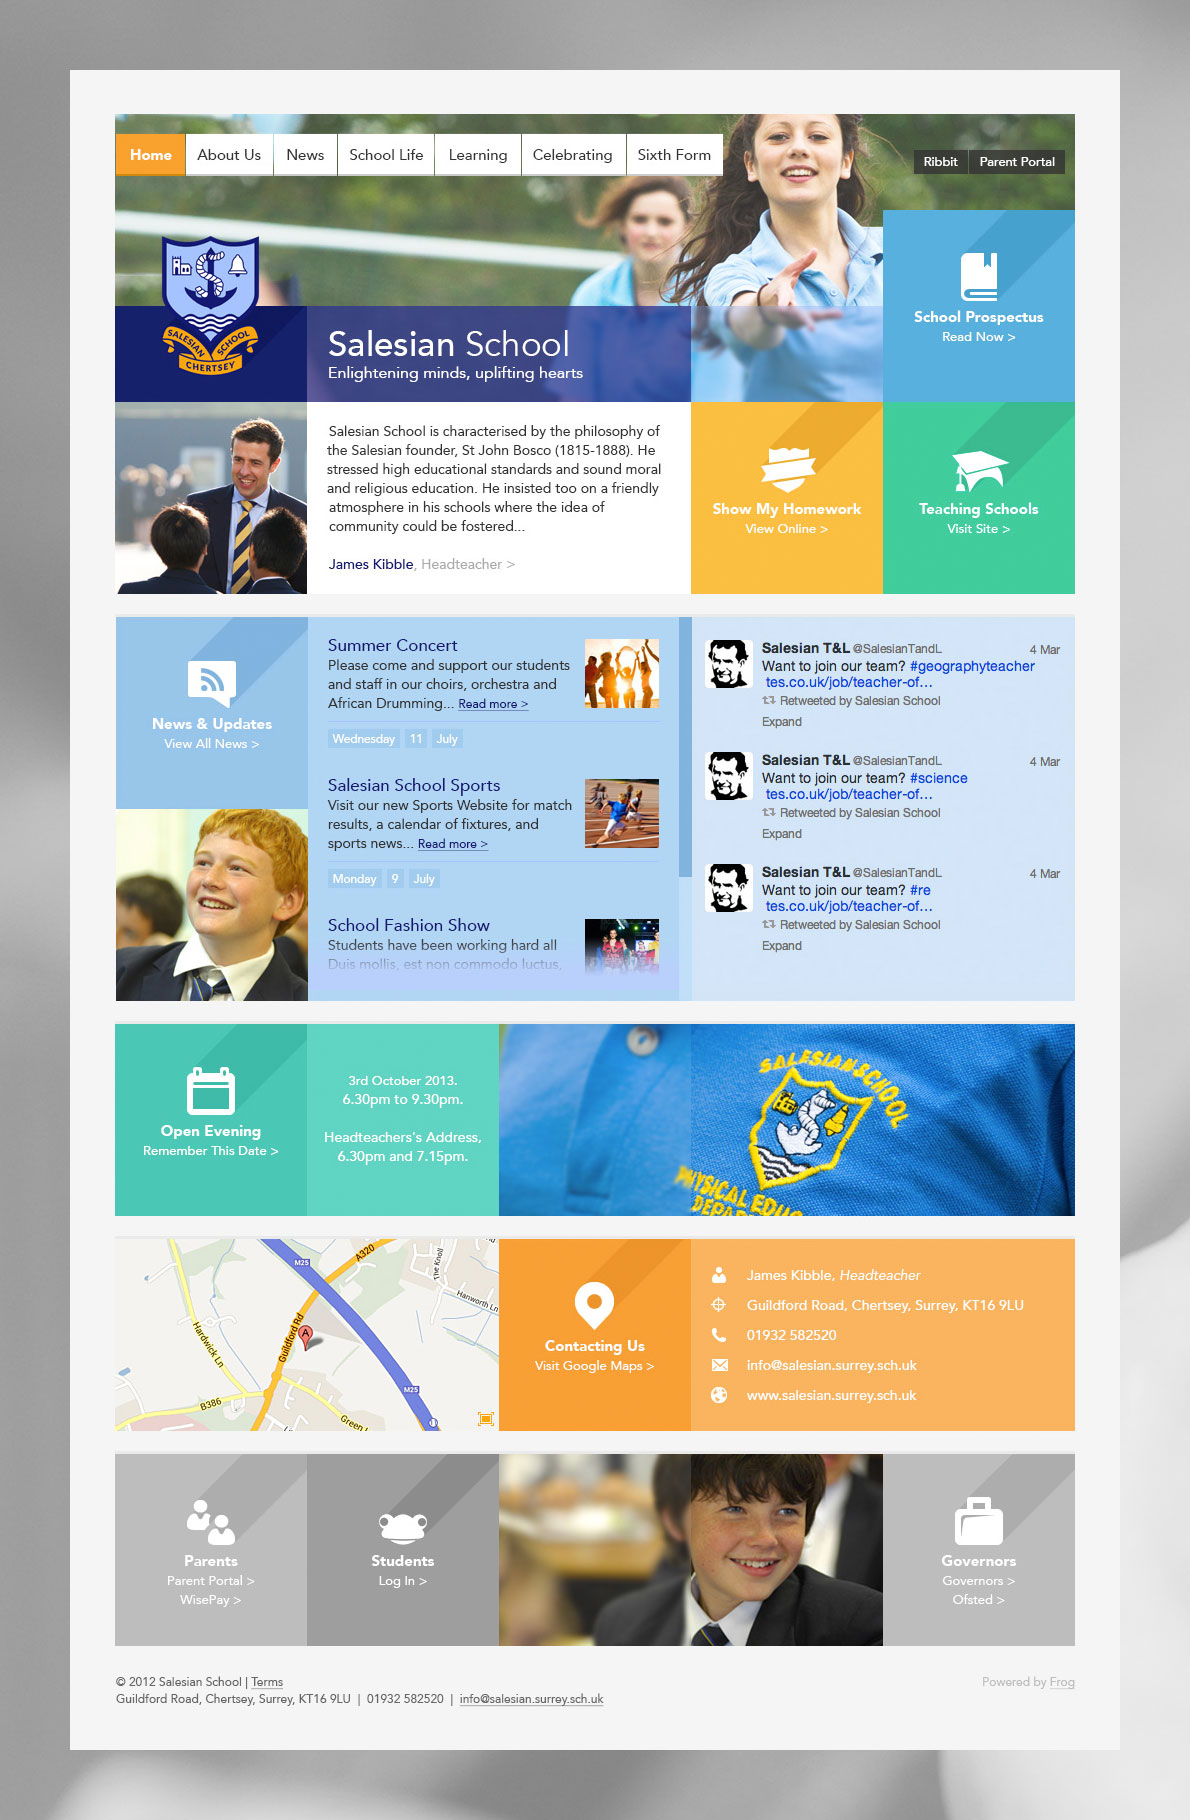 Home
About Us
News
School Life
Learning
Celebrating
Sixth Form
Ribbit
Parent Portal
SALESIAN SCHOOL
CHERTSEY
Salesian School
Enlightening minds, uplifting hearts
School Prospectus
Read Now >
Salesian School is characterised by the philosophy of
the Salesian founder, St John Bosco (1815-1888). He
stressed high educational standards and sound moral
and religious education. He insisted too on a friendly
atmosphere in his schools where the idea of
community could be fostered...
James Kibble, Headteacher >
Show My Homework
View Online >
Teaching Schools
Visit Site >
News & Updates
View All News >
Summer Concert
Please come and support our students
and staff in our choirs, orchestra and
African Drumming... Read more >
Wednesday 11 July
Salesian School Sports
Visit our new Sports Website for match
results, a calendar of fixtures, and
sports news... Read more >
Monday 9 July
School Fashion Show
Students have been working hard all
Duis mollis, est non commodo luctus,
Salesian T&L @SalesianTandL 4 Mar
Want to join our team? #geographyteacher
tes.co.uk/job/teacher-of...
Retweeted by Salesian School
Expand
Salesian T&L @SalesianTandL 4 Mar
Want to join our team? #science
tes.co.uk/job/teacher-of...
Retweeted by Salesian School
Expand
Salesian T&L @SalesianTandL 4 Mar
Want to join our team? #re
tes.co.uk/job/teacher-of...
Retweeted by Salesian School
Expand
Open Evening
Remember This Date >
3rd October 2013.
6.30pm to 9.30pm.
Headteachers's Address,
6.30pm and 7.15pm.
SALESIAN SCHOOL
PHYSICAL EDUC
DEPAR
A320
M25
The Knoll
Hanworth Ln
Hardwick Ln
Guildford Rd
A
B386
Green L
M25
Contacting Us
Visit Google Maps >
James Kibble, Headteacher
Guildford Road, Chertsey, Surrey, KT16 9LU
01932 582520
info@salesian.surrey.sch.uk
www.salesian.surrey.sch.uk
Parents
Parent Portal >
WisePay >
Students
Log In >
Governors
Governors >
Ofsted >
© 2012 Salesian School | Terms
Guildford Road, Chertsey, Surrey, KT16 9LU | 01932 582520 | info@salesian.surrey.sch.uk
Powered by Frog